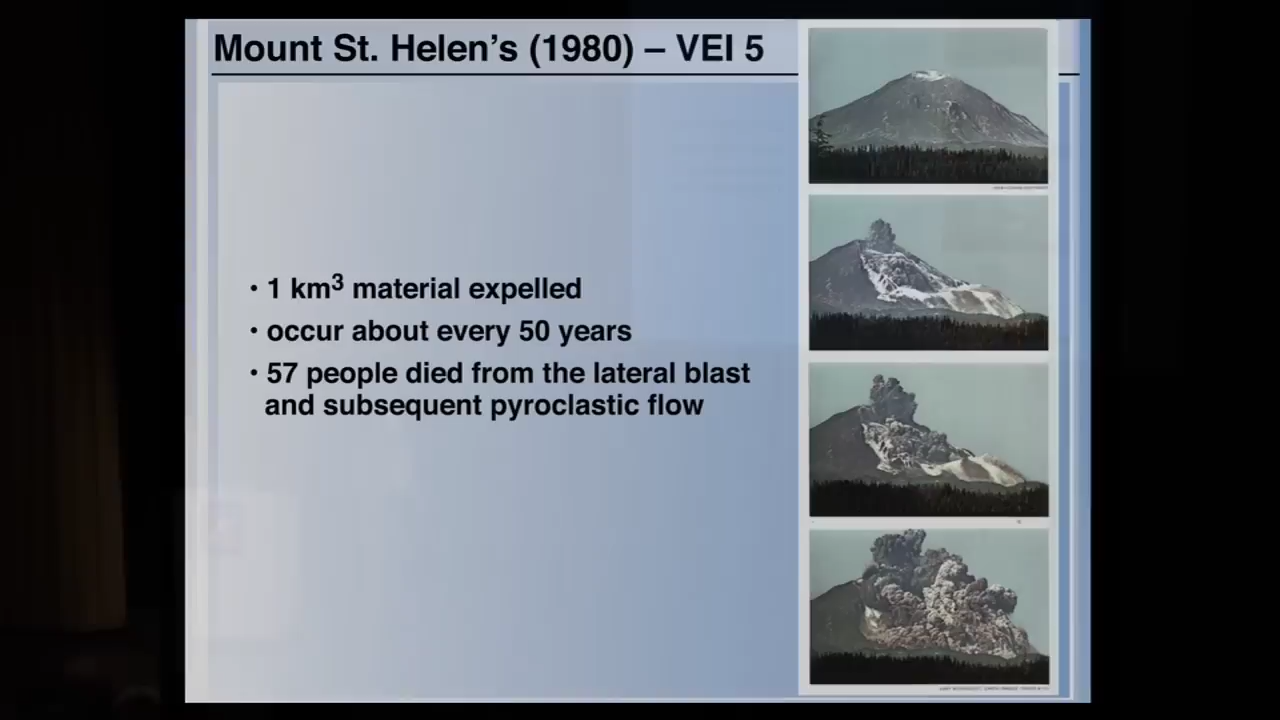 Mount St. Helen’s (1980) – VEI 5
• 1 km³ material expelled
• occur about every 50 years
• 57 people died from the lateral blast
and subsequent pyroclastic flow